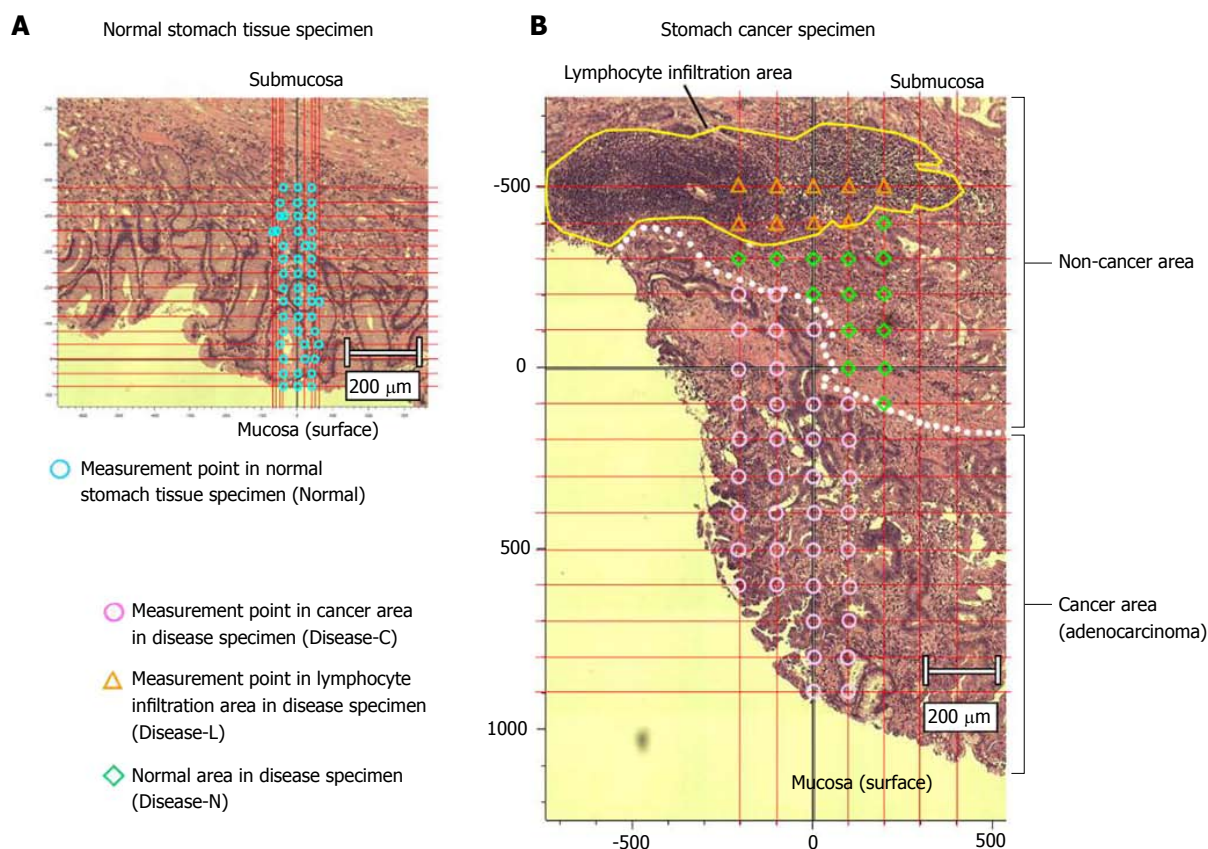 A
Normal stomach tissue specimen
Submucosa
200 μm
Mucosa (surface)
Measurement point in normal
stomach tissue specimen (Normal)
Measurement point in cancer area
in disease specimen (Disease-C)
Measurement point in lymphocyte
infiltration area in disease specimen
(Disease-L)
Normal area in disease specimen
(Disease-N)
B
Stomach cancer specimen
Lymphocyte infiltration area
Submucosa
-500
0
500
1000
Non-cancer area
Cancer area
(adenocarcinoma)
200 μm
Mucosa (surface)
-500
0
500